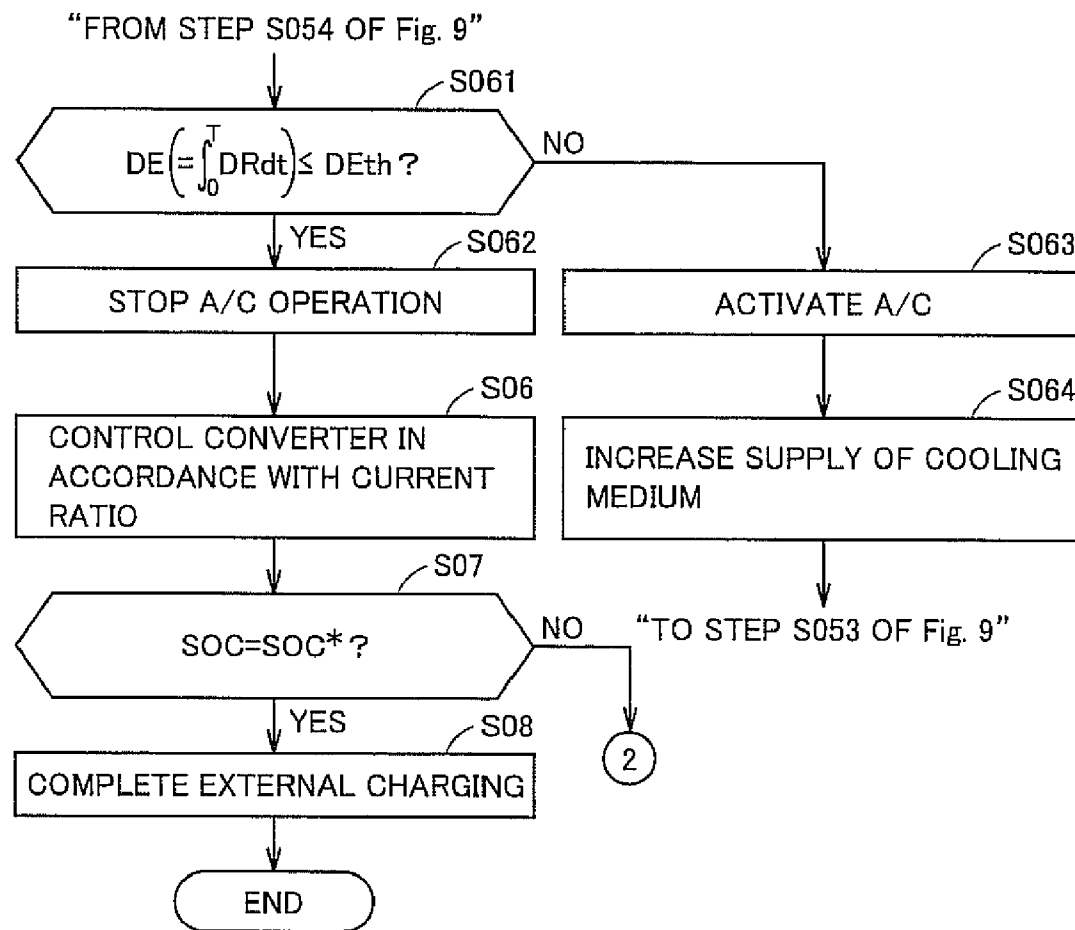 “FROM STEP S054 OF Fig. 9”
S061
DE(=∫₀ᵀDRdt)≤ DEth ?
NO
YES
S062
STOP A/C OPERATION
S063
ACTIVATE A/C
S06
CONTROL CONVERTER IN
ACCORDANCE WITH CURRENT
RATIO
S064
INCREASE SUPPLY OF COOLING
MEDIUM
“TO STEP S053 OF Fig. 9”
S07
SOC=SOC* ?
NO
2
YES
S08
COMPLETE EXTERNAL CHARGING
END